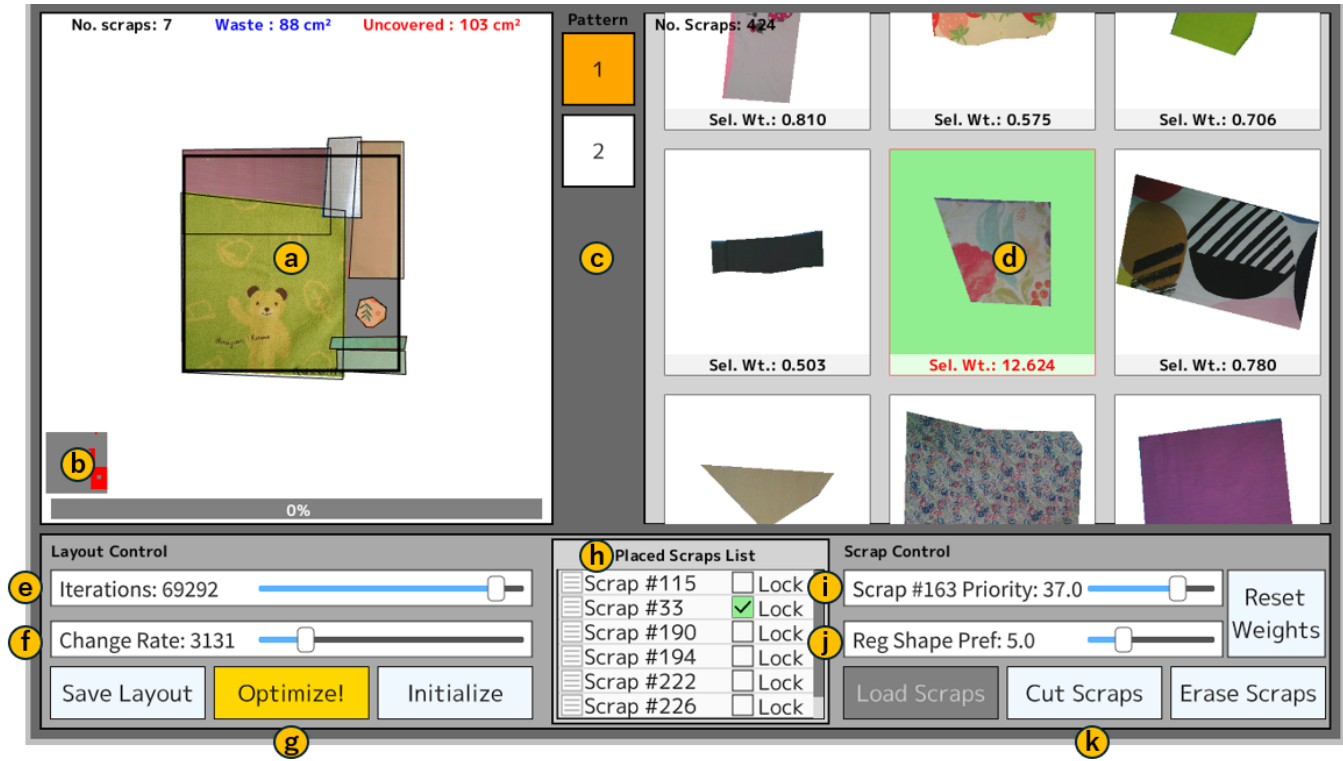 No. scraps: 7 Waste : 88 cm² Uncovered : 103 cm²
Pattern
1
2
No. Scraps: 424
Sel. Wt.: 0.810 Sel. Wt.: 0.575 Sel. Wt.: 0.706
a
c
d
Sel. Wt.: 0.503 Sel. Wt.: 12.624 Sel. Wt.: 0.780
b
0%
Layout Control
e Iterations: 69292
f Change Rate: 3131
Save Layout Optimize! Initialize
g
h Placed Scraps List
Scrap #115 Lock
Scrap #33 Lock
Scrap #190 Lock
Scrap #194 Lock
Scrap #222 Lock
Scrap #226 Lock
Scrap Control
i Scrap #163 Priority: 37.0
j Reg Shape Pref: 5.0
Reset
Weights
Load Scraps Cut Scraps Erase Scraps
k